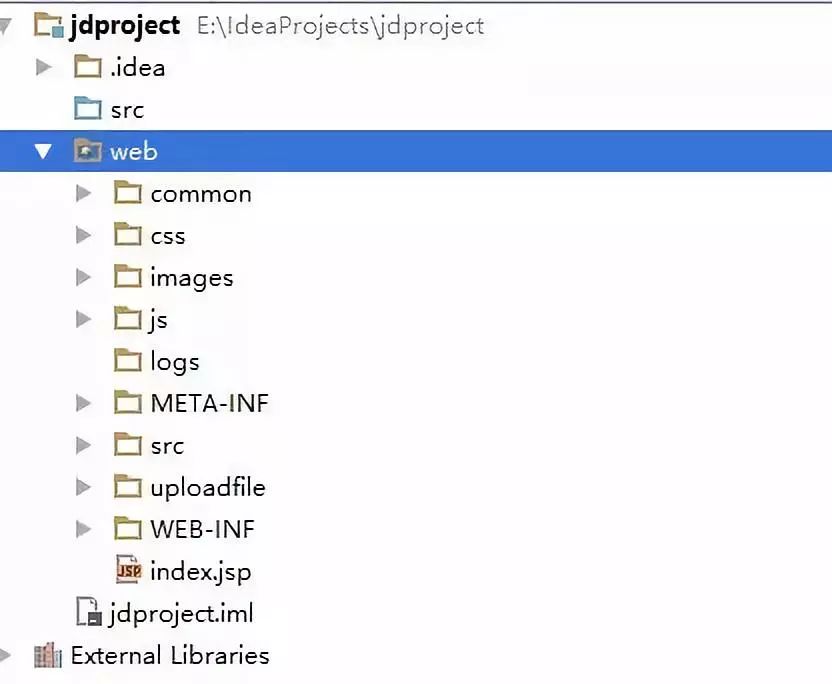 jdproject E:\IdeaProjects\jdproject
.idea
src
web
common
css
images
js
logs
META-INF
src
uploadfile
WEB-INF
JSP index.jsp
jdproject.iml
External Libraries